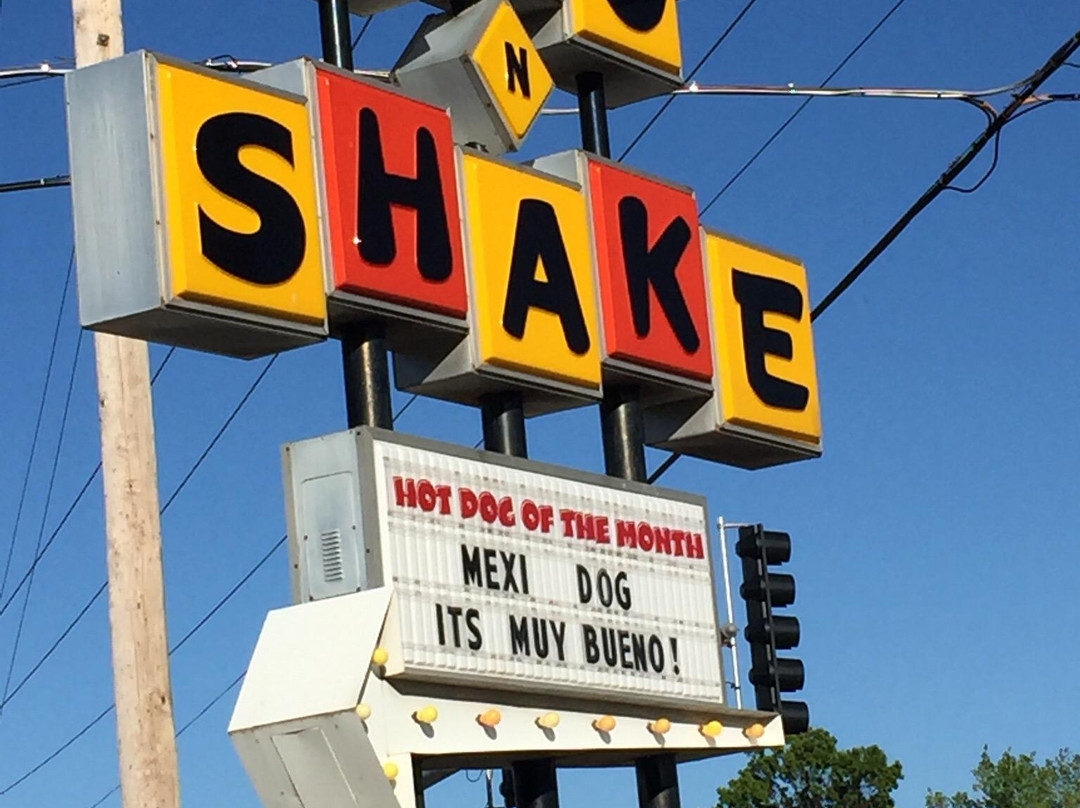 N
SHAKE
HOT DOG OF THE MONTH
MEXI DOG
ITS MUY BUENO!